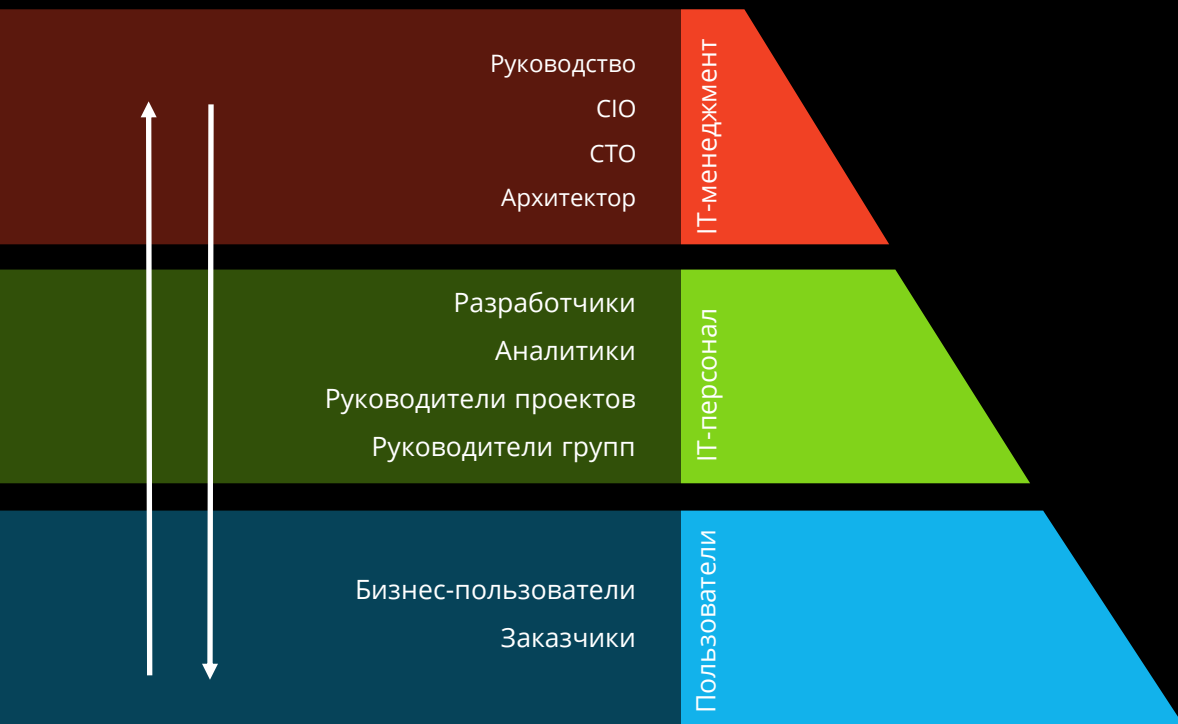 Руководство
CIO
CTO
Архитектор
IT-менеджмент
Разработчики
Аналитики
Руководители проектов
Руководители групп
IT-персонал
Бизнес-пользователи
Заказчики
Пользователи